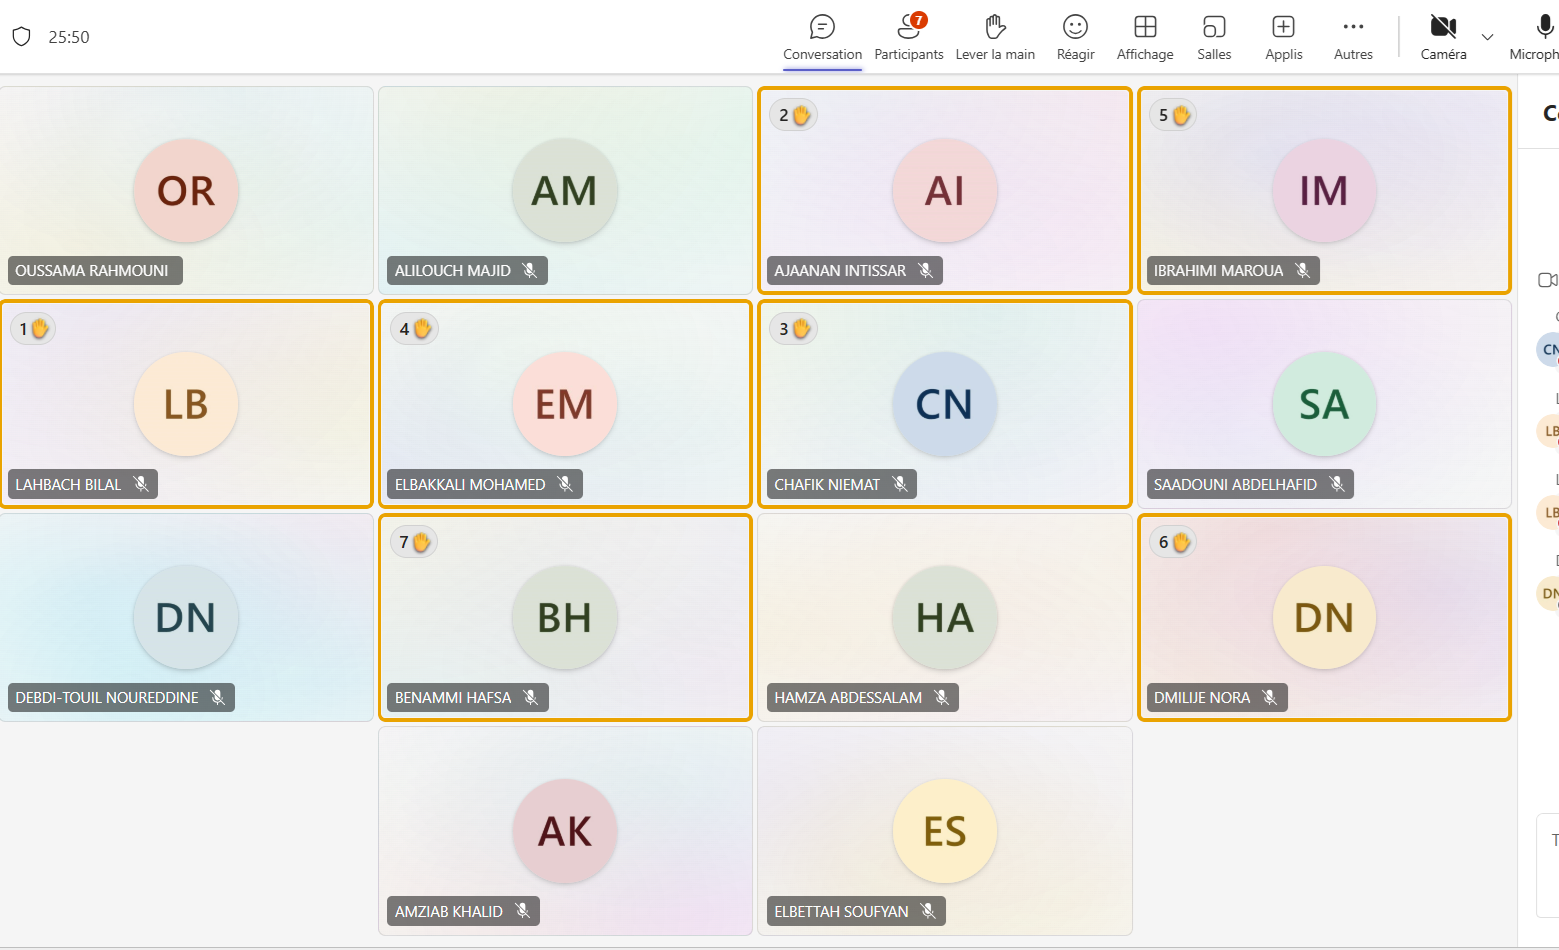 25:50
7
Conversation
Participants
Lever la main
Réagir
Affichage
Salles
Applis
Autres
Caméra
Microph
OR
OUSSAMA RAHMOUNI
AM
ALILOUCH MAJID
2
AI
AJAANAN INTISSAR
5
IM
IBRAHIMI MAROUA
1
LB
LAHBACH BILAL
4
EM
ELBAKKALI MOHAMED
3
CN
CHAFIK NIEMAT
SA
SAADOUNI ABDELHAFID
DN
DEBDI-TOUIL NOUREDDINE
7
BH
BENAMMI HAFSA
HA
HAMZA ABDESSALAM
6
DN
DMILIJE NORA
AK
AMZIAB KHALID
ES
ELBETTAH SOUFYAN
CN
LB
LB
DN